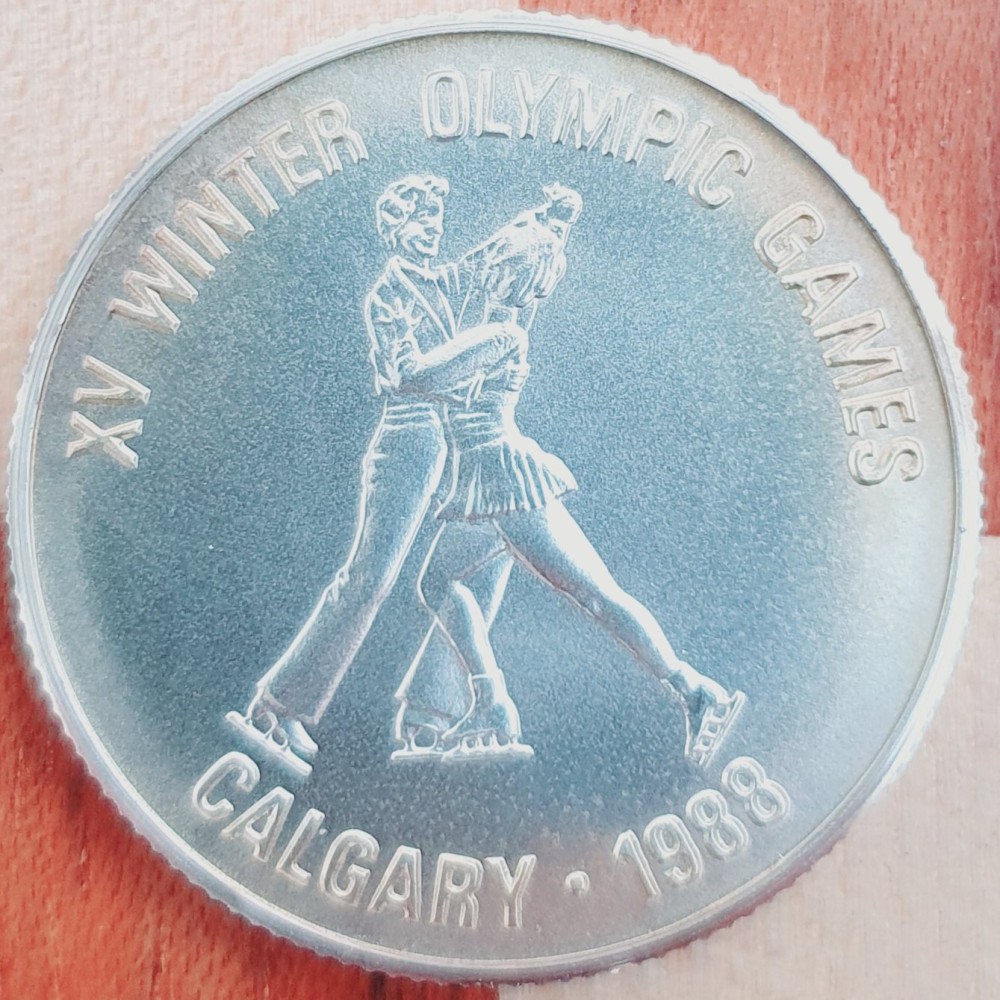 XV WINTER OLYMPIC GAMES
CALGARY · 1988